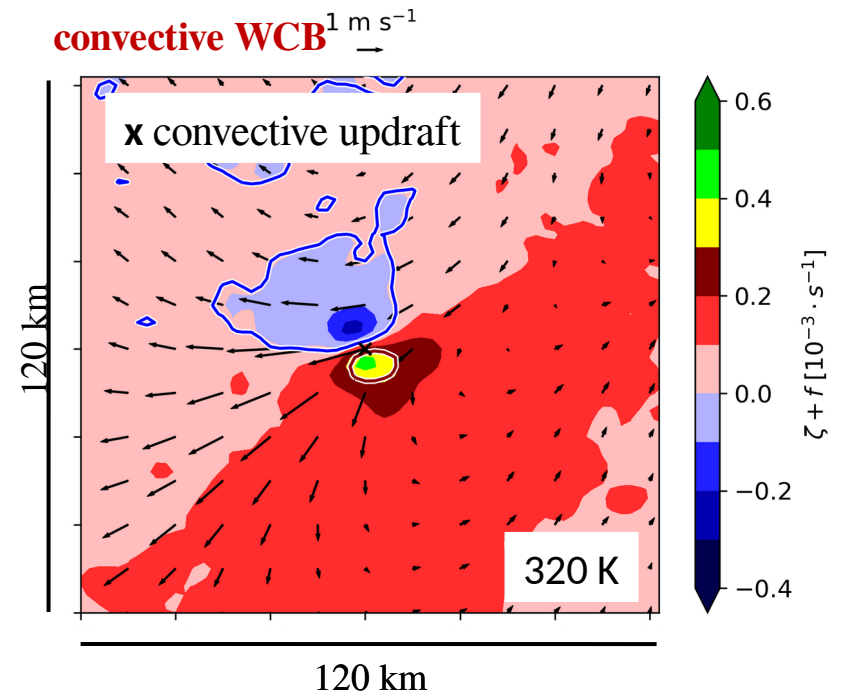 convective WCB
1 m s⁻¹
x convective updraft
120 km
320 K
120 km
0.6
0.4
0.2
0.0
−0.2
−0.4
ζ + f [10⁻³ · s⁻¹]